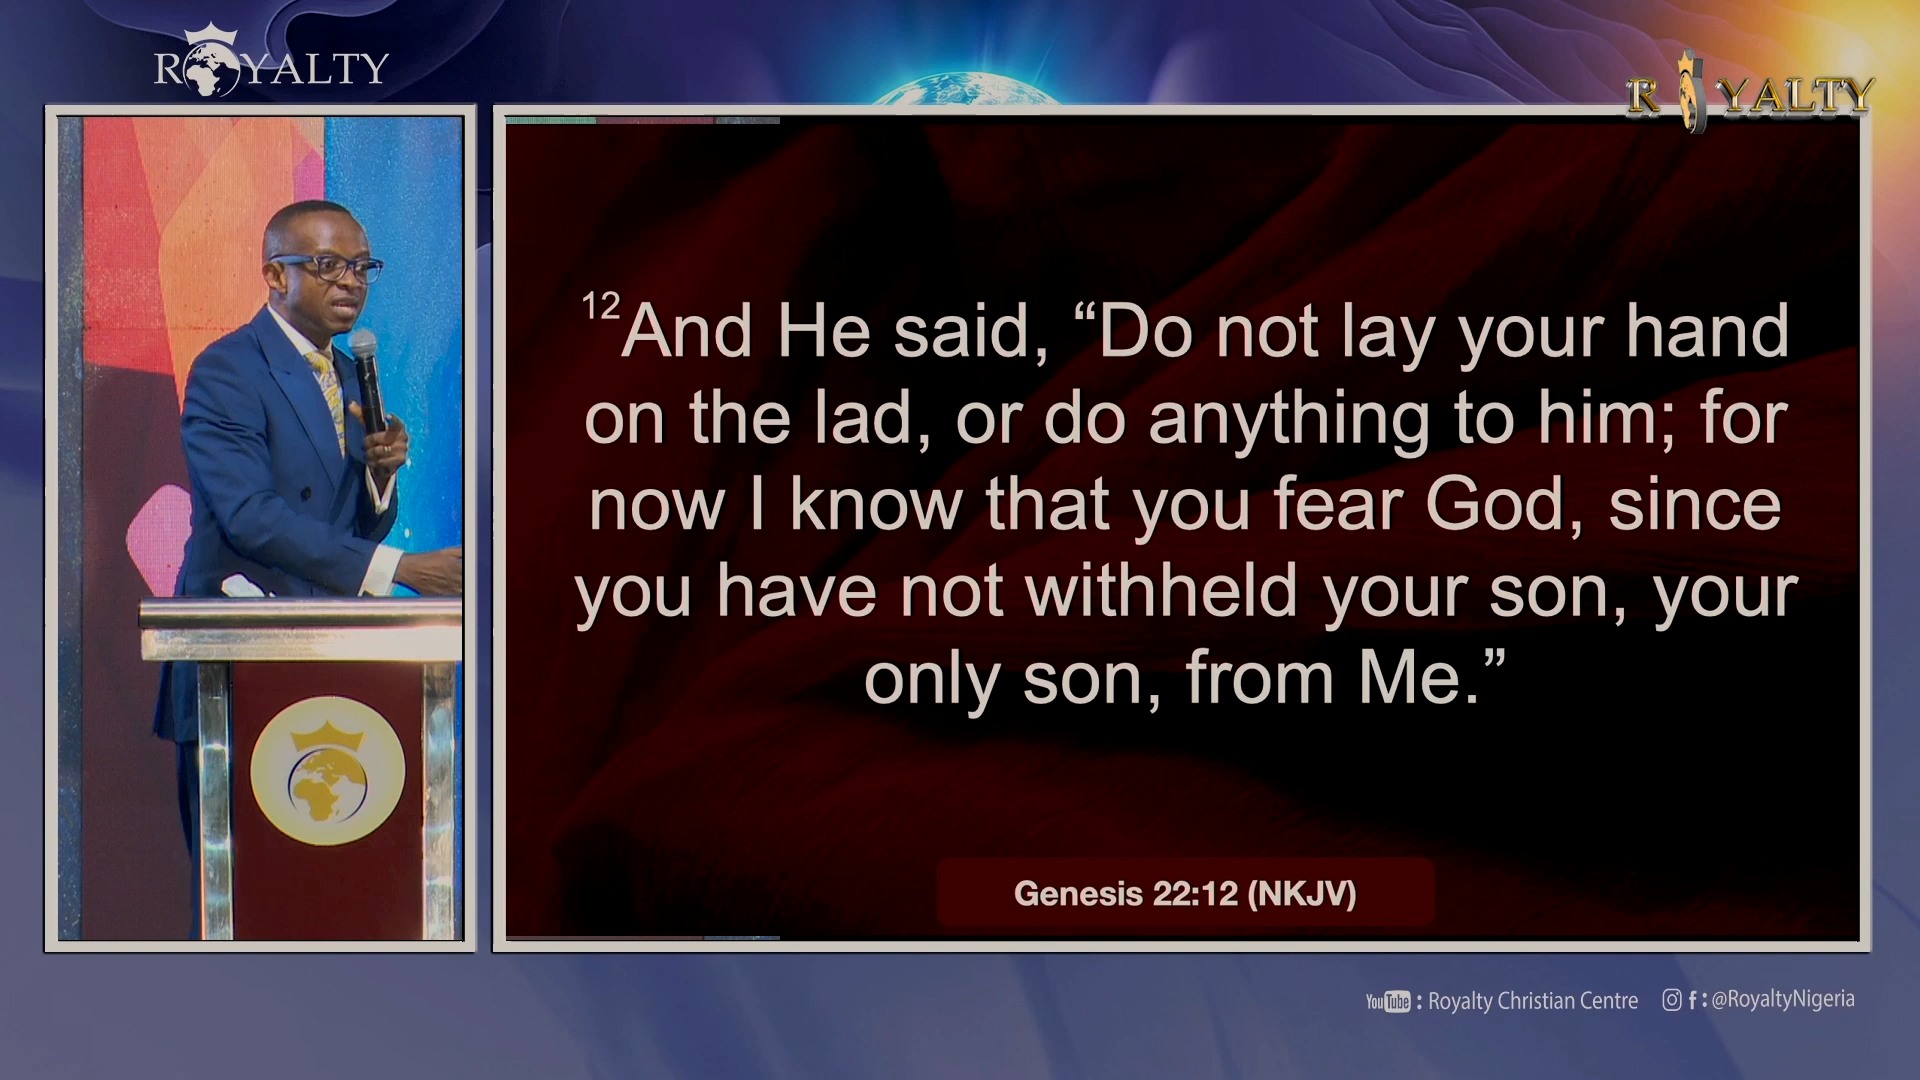 ROYALTY
ROYALTY
12And He said, “Do not lay your hand
on the lad, or do anything to him; for
now I know that you fear God, since
you have not withheld your son, your
only son, from Me.”
Genesis 22:12 (NKJV)
YouTube : Royalty Christian Centre f : @RoyaltyNigeria